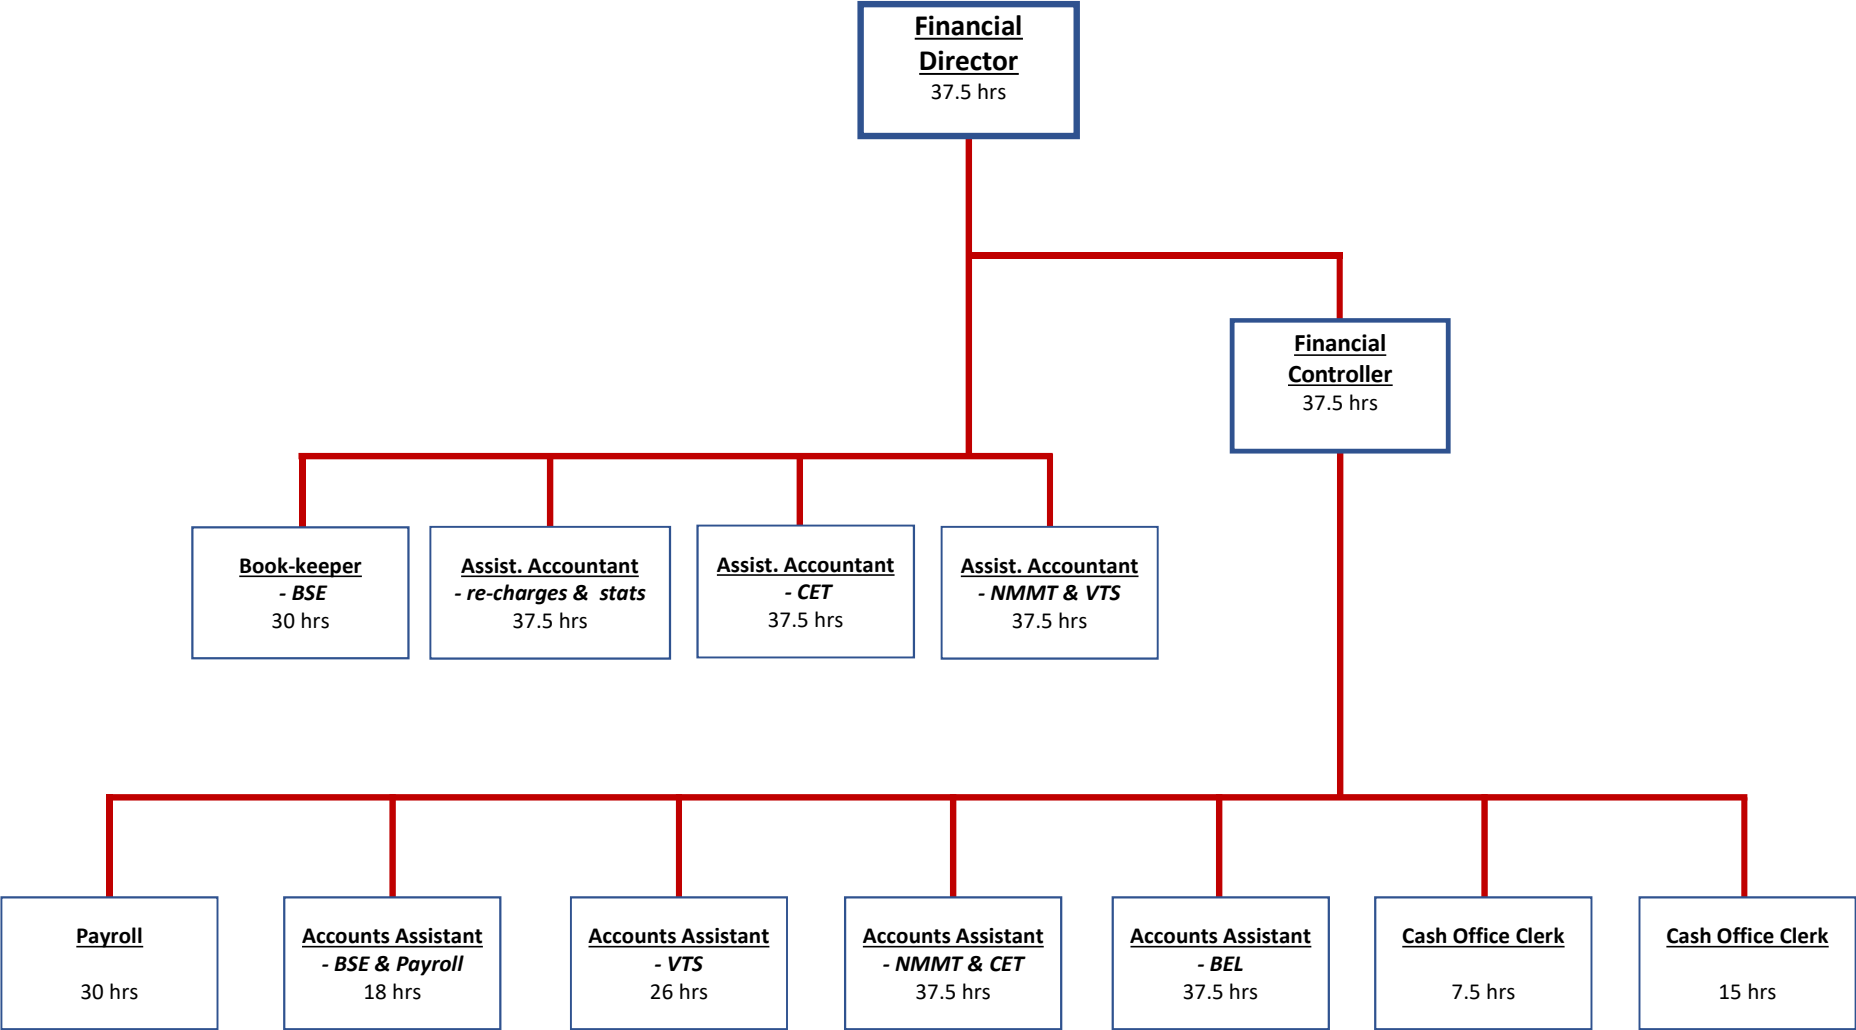 Financial
Director
37.5 hrs
Financial
Controller
37.5 hrs
Book-keeper
- BSE
30 hrs
Assist. Accountant
- re-charges & stats
37.5 hrs
Assist. Accountant
- CET
37.5 hrs
Assist. Accountant
- NMMT & VTS
37.5 hrs
Payroll
30 hrs
Accounts Assistant
- BSE & Payroll
18 hrs
Accounts Assistant
- VTS
26 hrs
Accounts Assistant
- NMMT & CET
37.5 hrs
Accounts Assistant
- BEL
37.5 hrs
Cash Office Clerk
7.5 hrs
Cash Office Clerk
15 hrs